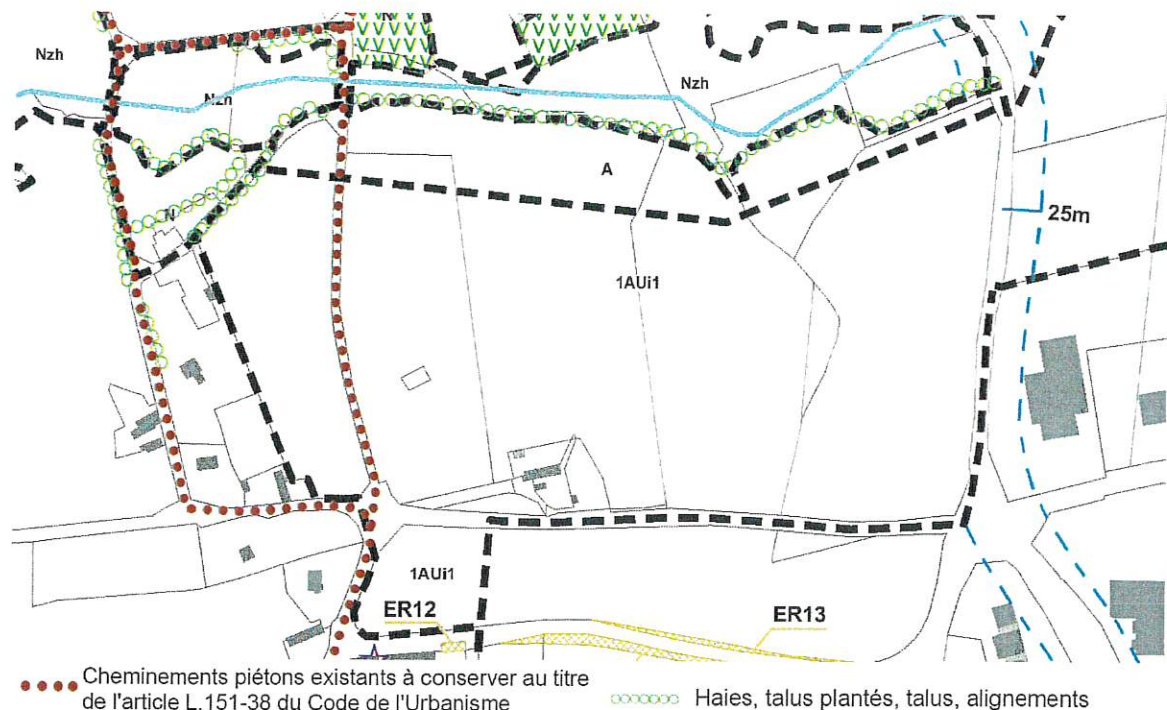 N
Nzh
Nzh
Nzh
A
N
25m
1AUi1
1AUi1
ER12
ER13
Cheminements piétons existants à conserver au titre
de l'article L.151-38 du Code de l'Urbanisme
Haies, talus plantés, talus, alignements